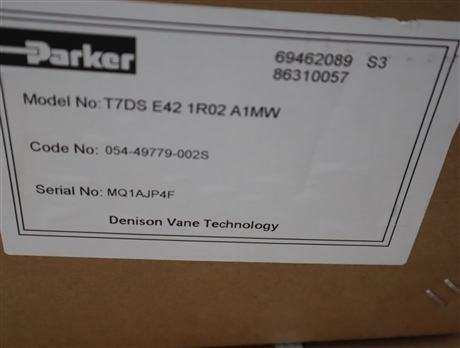 Parker
69462089 S3
86310057
Model No: T7DS E42 1R02 A1MW
Code No: 054-49779-002S
Serial No: MQ1AJP4F
Denison Vane Technology